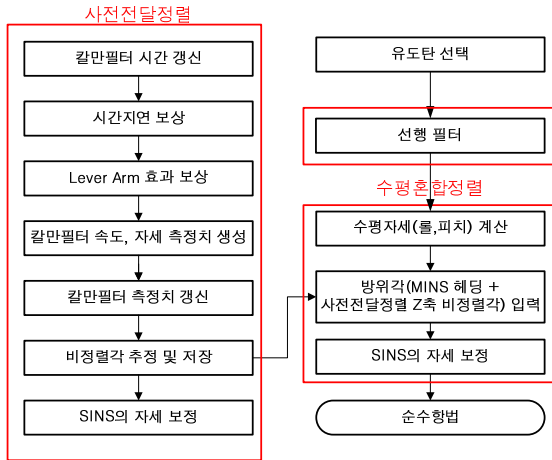 사전전달정렬
칼만필터 시간 갱신
시간지연 보상
Lever Arm 효과 보상
칼만필터 속도, 자세 측정치 생성
칼만필터 측정치 갱신
비정렬각 추정 및 저장
SINS의 자세 보정
유도탄 선택
선행 필터
수평혼합정렬
수평자세(롤,피치) 계산
방위각(MINS 헤딩 +
사전전달정렬 Z축 비정렬각) 입력
SINS의 자세 보정
순수항법